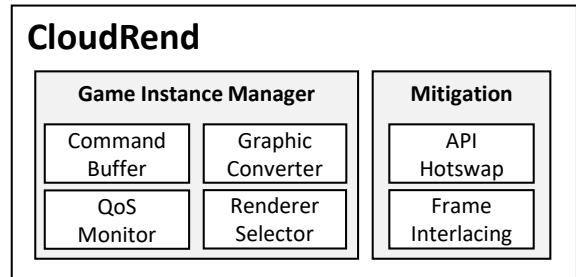 CloudRend
Game Instance Manager
Command
Buffer
Graphic
Converter
QoS
Monitor
Renderer
Selector
Mitigation
API
Hotswap
Frame
Interlacing